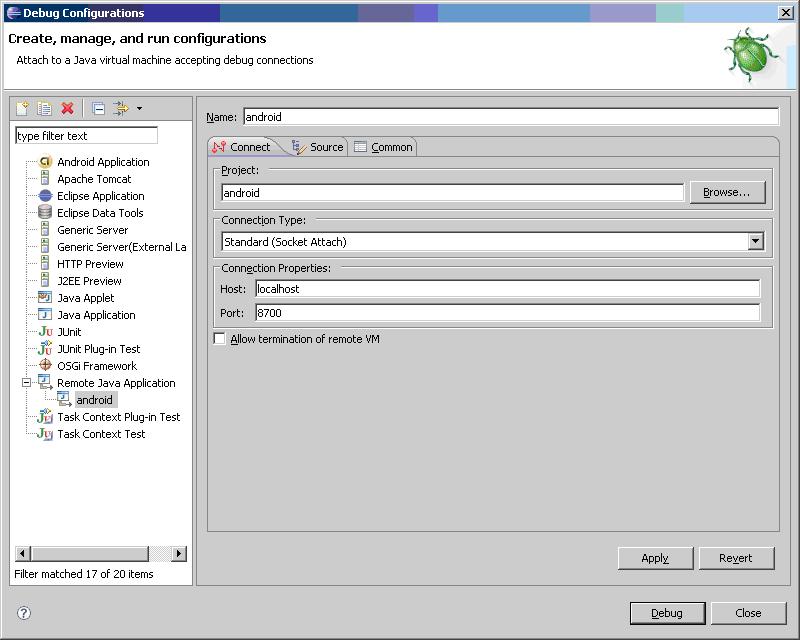 Debug Configurations
Create, manage, and run configurations
Attach to a Java virtual machine accepting debug connections
type filter text
Android Application
Apache Tomcat
Eclipse Application
Eclipse Data Tools
Generic Server
Generic Server(External La
HTTP Preview
J2EE Preview
Java Applet
Java Application
JUnit
JUnit Plug-in Test
OSGi Framework
Remote Java Application
android
Task Context Plug-in Test
Task Context Test
Filter matched 17 of 20 items
Name: android
Connect Source Common
Project:
android Browse...
Connection Type:
Standard (Socket Attach)
Connection Properties:
Host: localhost
Port: 8700
Allow termination of remote VM
Apply Revert
Debug Close